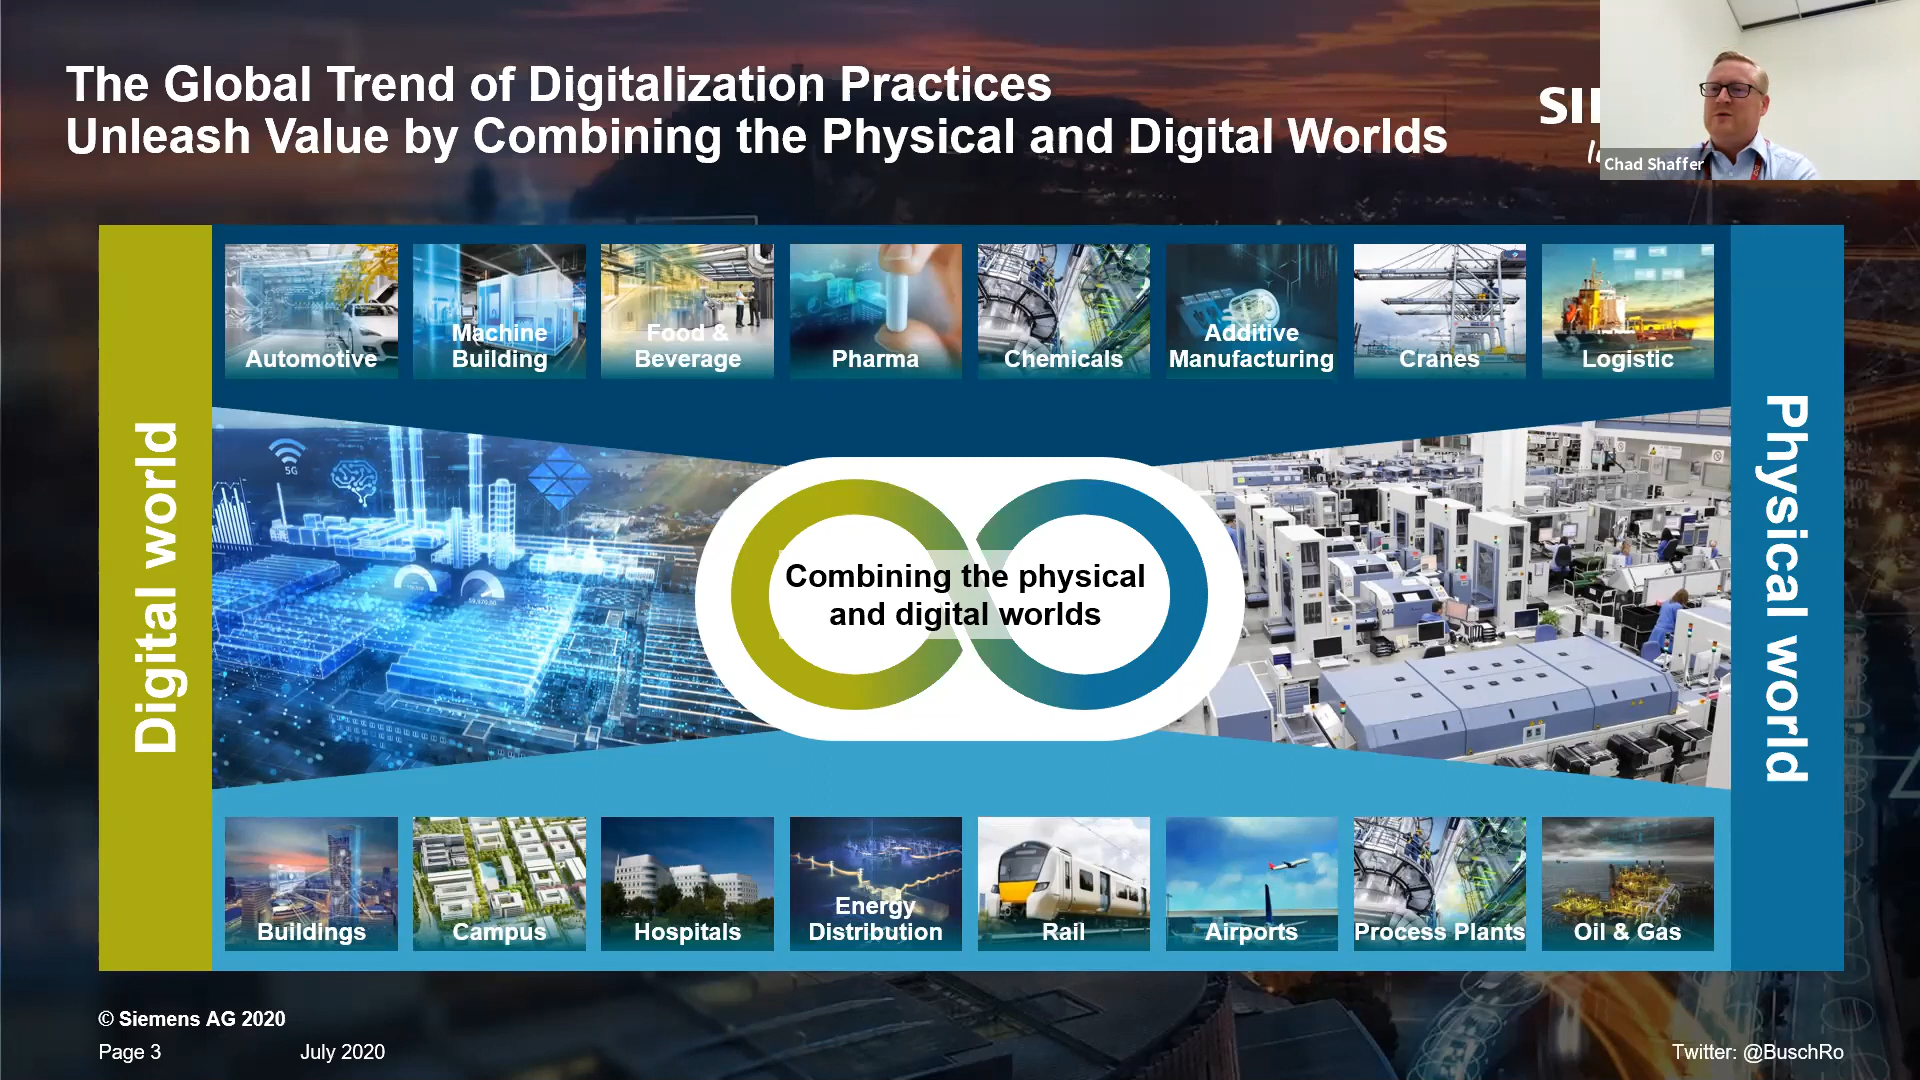 The Global Trend of Digitalization Practices
Unleash Value by Combining the Physical and Digital Worlds
Chad Shaffer
Automotive
Machine
Building
Food &
Beverage
Pharma
Chemicals
Additive
Manufacturing
Cranes
Logistic
Digital world
5G
Combining the physical
and digital worlds
Physical world
Buildings
Campus
Hospitals
Energy
Distribution
Rail
Airports
Process Plants
Oil & Gas
© Siemens AG 2020
Page 3
July 2020
Twitter: @BuschRo